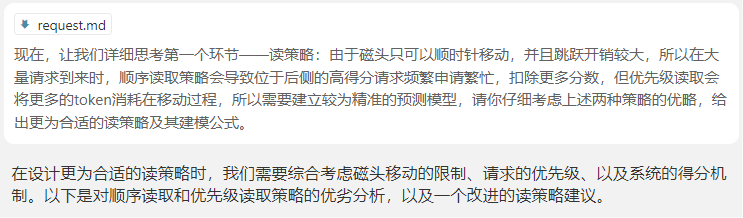 request.md
现在，让我们详细思考第一个环节——读策略：由于磁头只可以顺时针移动，并且跳跃开销较大，所以在大
量请求到来时，顺序读取策略会导致位于后侧的高得分请求频繁申请繁忙，扣除更多分数，但优先级读取会
将更多的token消耗在移动过程，所以需要建立较为精准的预测模型，请你仔细考虑上述两种策略的优略，给
出更为合适的读策略及其建模公式。
在设计更为合适的读策略时，我们需要综合考虑磁头移动的限制、请求的优先级、以及系统的得分机
制。以下是对顺序读取和优先级读取策略的优劣分析，以及一个改进的读策略建议。